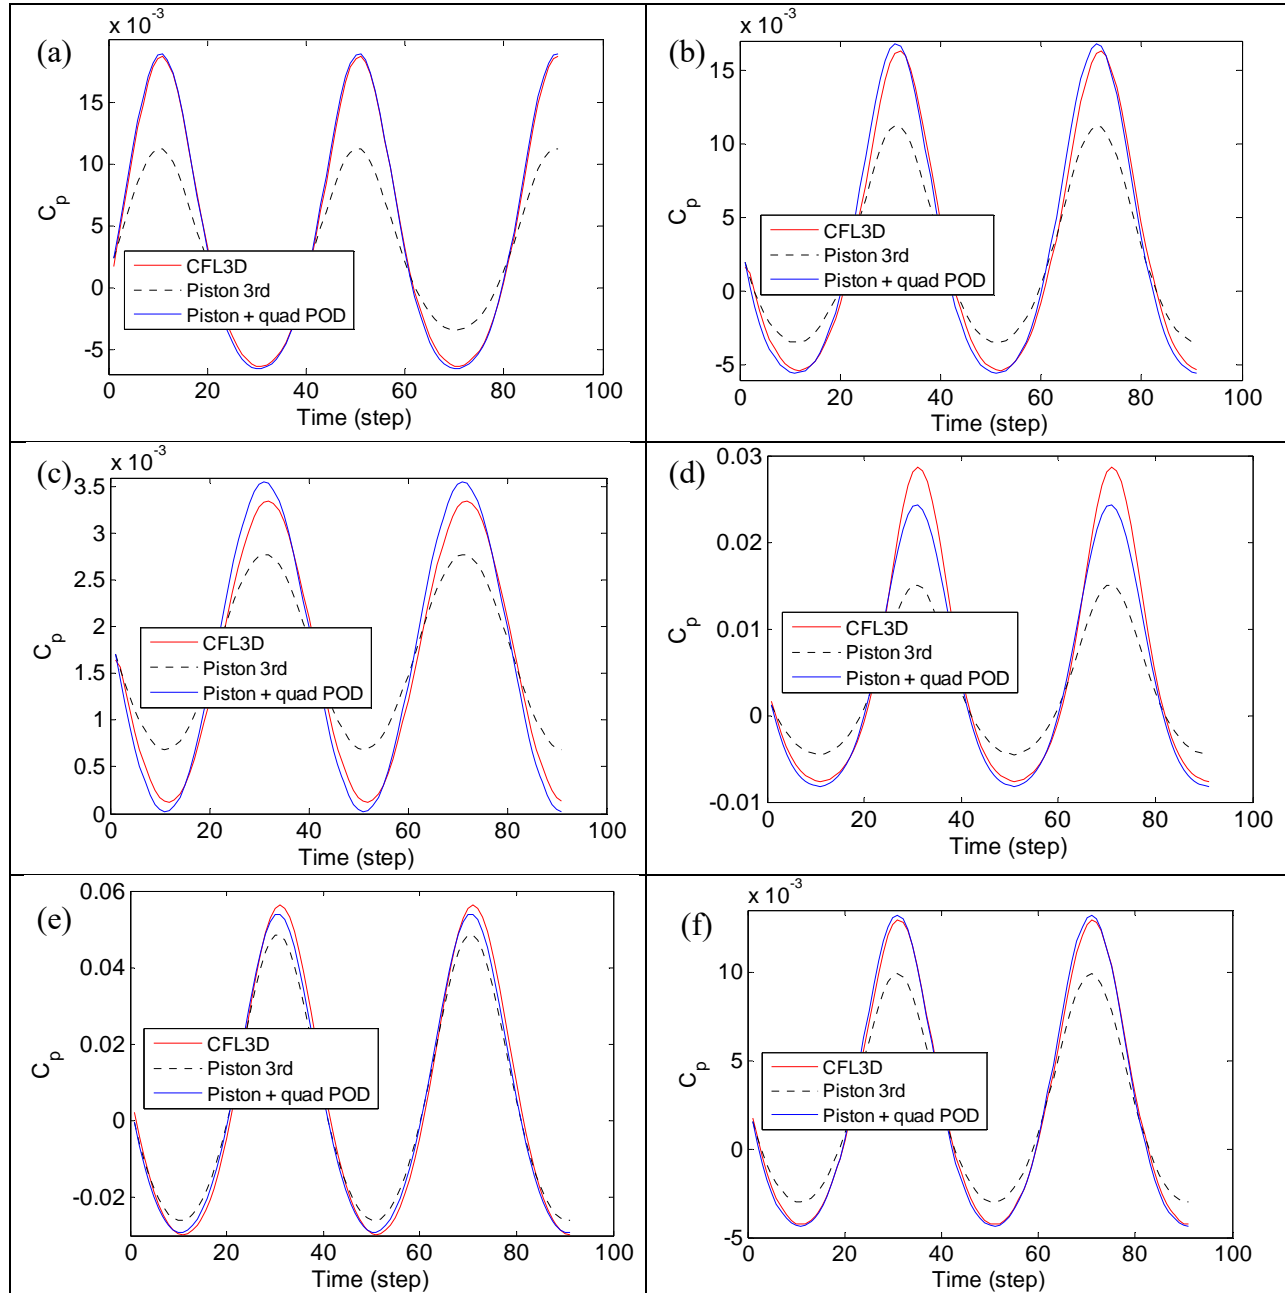 x 10-3
(a)
15
10
5
0
-5
Cp
CFL3D
Piston 3rd
Piston + quad POD
0 20 40 60 80 100
Time (step)
x 10-3
(b)
15
10
5
0
-5
Cp
CFL3D
Piston 3rd
Piston + quad POD
0 20 40 60 80 100
Time (step)
x 10-3
(c)
3.5
3
2.5
2
1.5
1
0.5
0
Cp
CFL3D
Piston 3rd
Piston + quad POD
0 20 40 60 80 100
Time (step)
(d)
0.03
0.02
0.01
0
-0.01
Cp
CFL3D
Piston 3rd
Piston + quad POD
0 20 40 60 80 100
Time (step)
(e)
0.06
0.04
0.02
0
-0.02
Cp
CFL3D
Piston 3rd
Piston + quad POD
0 20 40 60 80 100
Time (step)
x 10-3
(f)
10
5
0
-5
Cp
CFL3D
Piston 3rd
Piston + quad POD
0 20 40 60 80 100
Time (step)